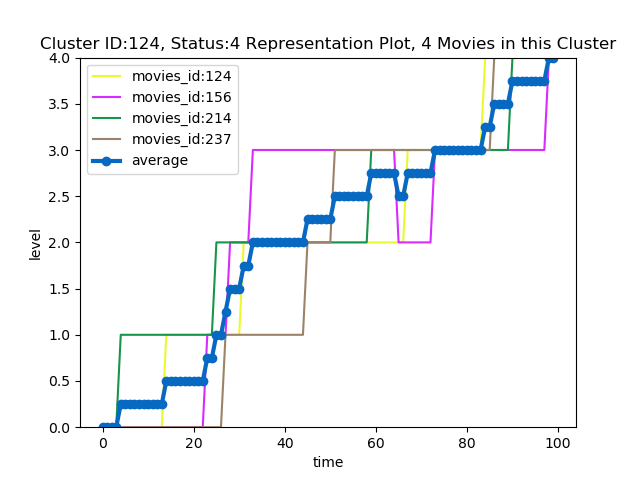 Cluster ID:124, Status:4 Representation Plot, 4 Movies in this Cluster
movies_id:124
movies_id:156
movies_id:214
movies_id:237
average
level
4.0
3.5
3.0
2.5
2.0
1.5
1.0
0.5
0.0
0 20 40 60 80 100
time